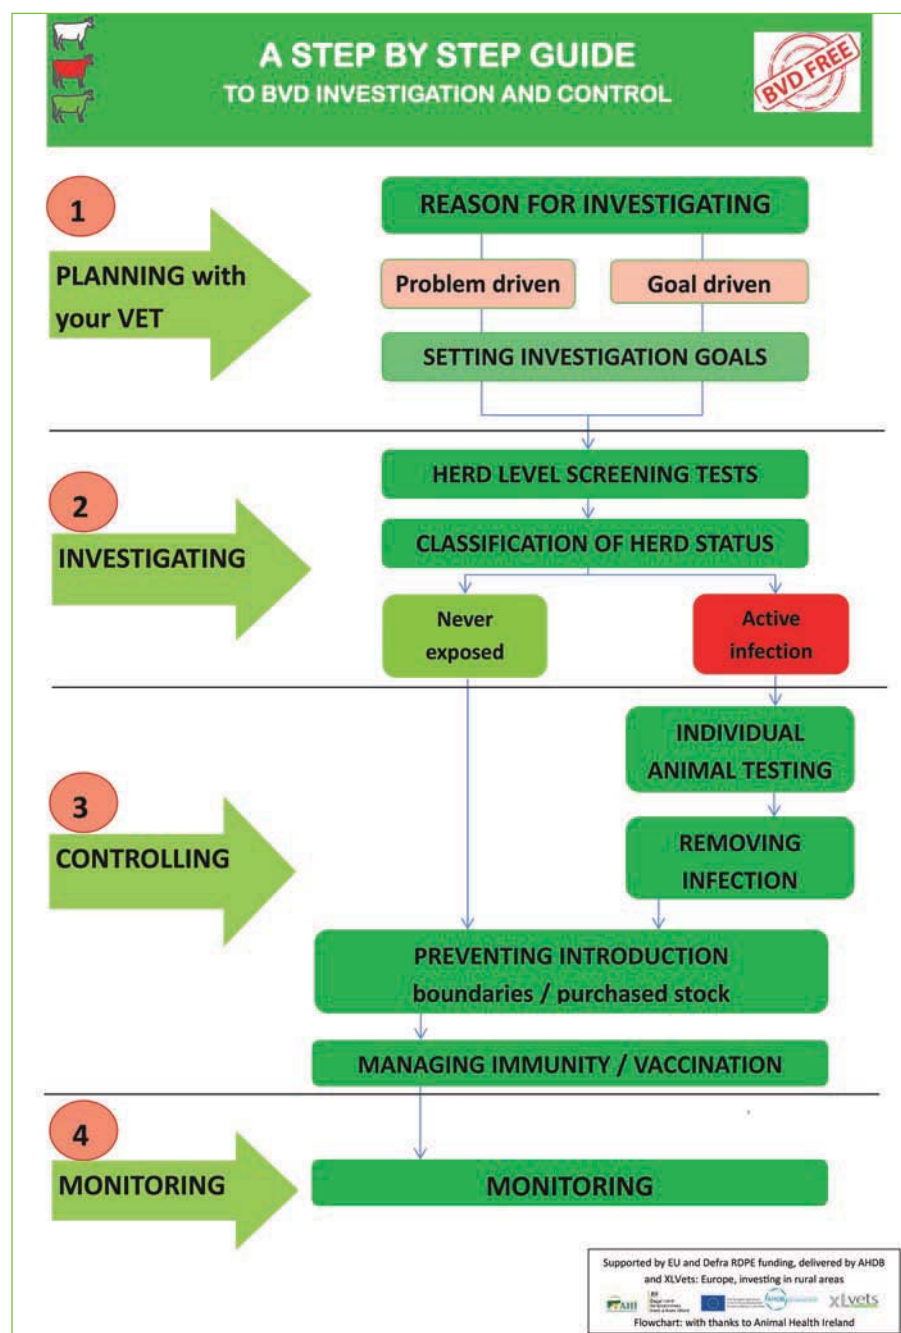 A STEP BY STEP GUIDE
TO BVD INVESTIGATION AND CONTROL
BVD FREE
1
PLANNING with
your VET
REASON FOR INVESTIGATING
Problem driven
Goal driven
SETTING INVESTIGATION GOALS
2
INVESTIGATING
HERD LEVEL SCREENING TESTS
CLASSIFICATION OF HERD STATUS
Never
exposed
Active
infection
3
CONTROLLING
INDIVIDUAL
ANIMAL TESTING
REMOVING
INFECTION
PREVENTING INTRODUCTION
boundaries / purchased stock
MANAGING IMMUNITY / VACCINATION
4
MONITORING
MONITORING
Supported by EU and Defra RDPE funding, delivered by AHDB
and XLVets: Europe, investing in rural areas
AHI
XLvets
Flowchart: with thanks to Animal Health Ireland